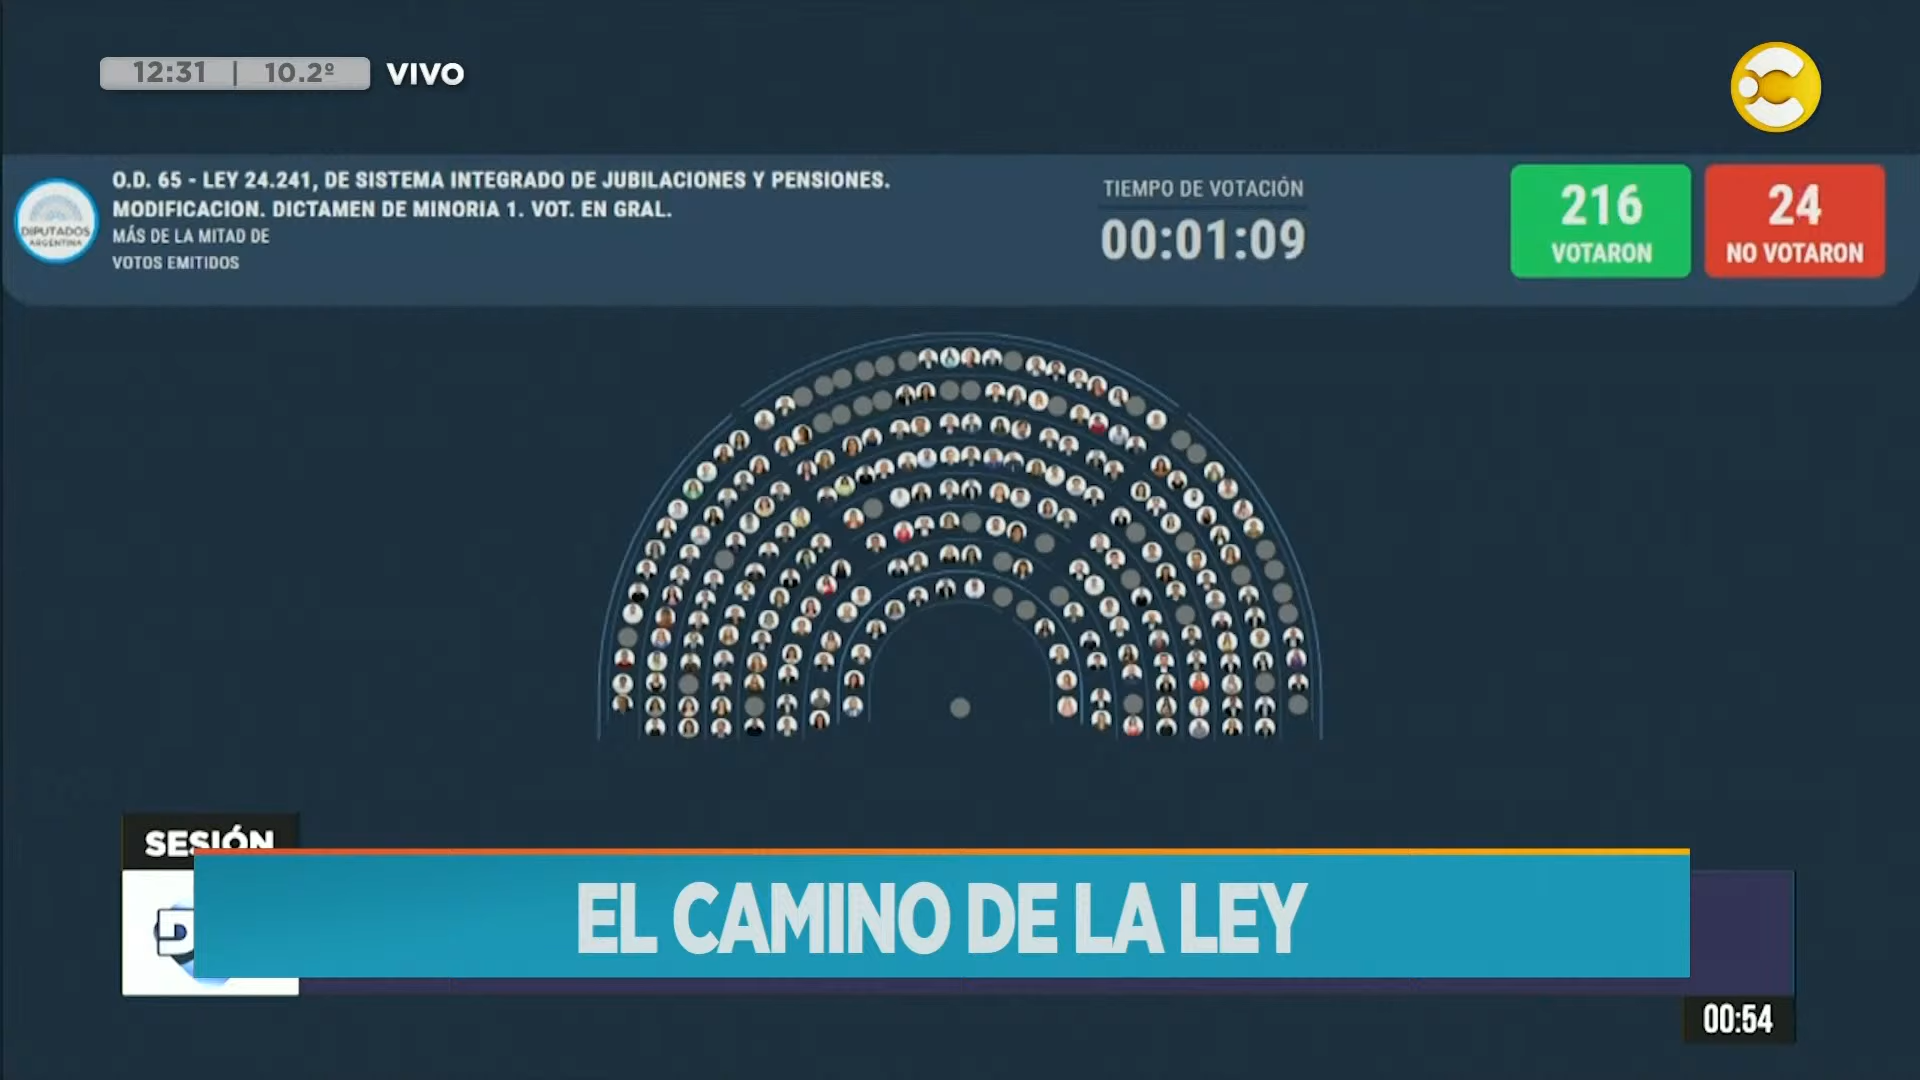 12:31 | 10.2º VIVO
O.D. 65 - LEY 24.241, DE SISTEMA INTEGRADO DE JUBILACIONES Y PENSIONES.
MODIFICACION. DICTAMEN DE MINORIA 1. VOT. EN GRAL.
MÁS DE LA MITAD DE
VOTOS EMITIDOS
DIPUTADOS
ARGENTINA
TIEMPO DE VOTACIÓN
00:01:09
216
VOTARON
24
NO VOTARON
SESIÓN
D
EL CAMINO DE LA LEY
00:54